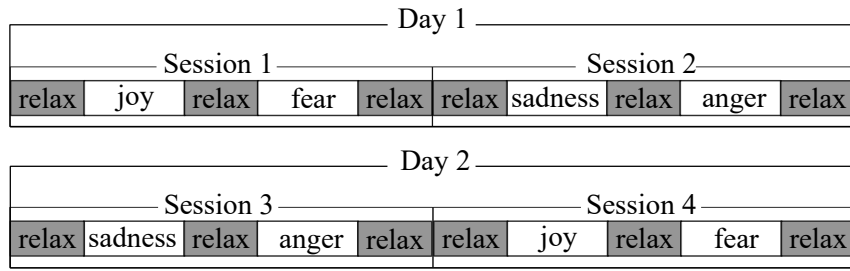 Day 1
Session 1 Session 2
relax joy relax fear relax relax sadness relax anger relax
Day 2
Session 3 Session 4
relax sadness relax anger relax relax joy relax fear relax